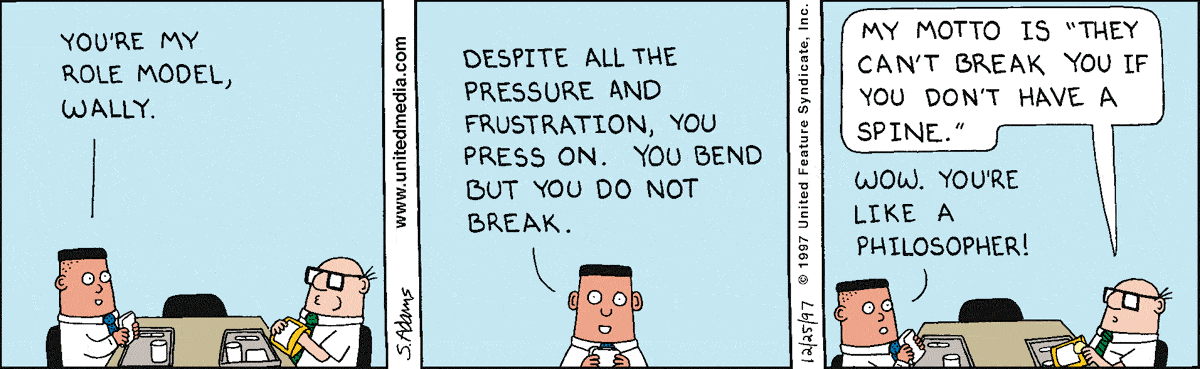 YOU'RE MY
ROLE MODEL,
WALLY.
www.unitedmedia.com
S.Adams
DESPITE ALL THE
PRESSURE AND
FRUSTRATION, YOU
PRESS ON. YOU BEND
BUT YOU DO NOT
BREAK.
12/25/97 © 1997 United Feature Syndicate, Inc.
MY MOTTO IS "THEY
CAN'T BREAK YOU IF
YOU DON'T HAVE A
SPINE."
WOW. YOU'RE
LIKE A
PHILOSOPHER!